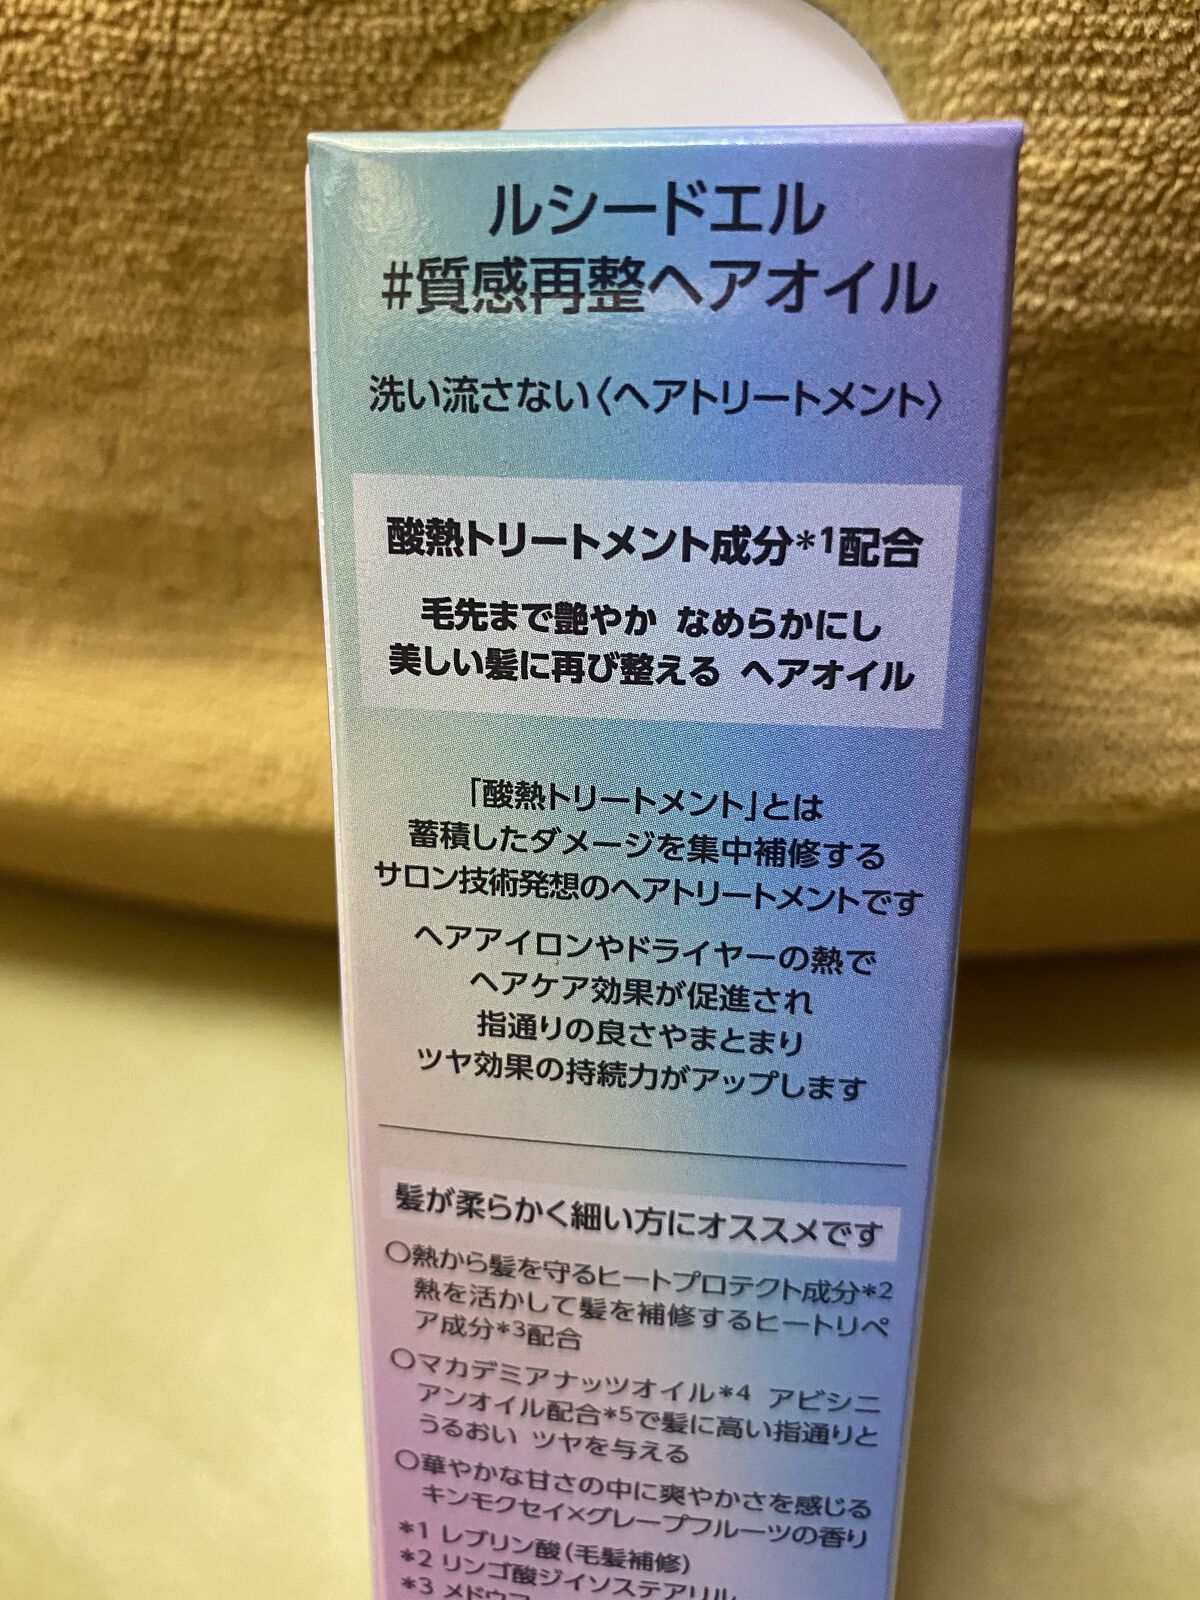 ルシードエル
#質感再整ヘアオイル
洗い流さない〈ヘアトリートメント〉
酸熱トリートメント成分*1配合
毛先まで艶やか なめらかにし
美しい髪に再び整える ヘアオイル
「酸熱トリートメント」とは
蓄積したダメージを集中補修する
サロン技術発想のヘアトリートメントです
ヘアアイロンやドライヤーの熱で
ヘアケア効果が促進され
指通りの良さやまとまり
ツヤ効果の持続力がアップします
髪が柔らかく細い方にオススメです
○熱から髪を守るヒートプロテクト成分*2
熱を活かして髪を補修するヒートリペ
ア成分*3配合
○マカデミアナッツオイル*4 アビシニ
アンオイル配合*5で髪に高い指通りと
うるおい ツヤを与える
○華やかな甘さの中に爽やかさを感じる
キンモクセイ×グレープフルーツの香り
*1 レブリン酸(毛髪補修)
*2 リンゴ酸ジイソステアリル
*3 メドウフ